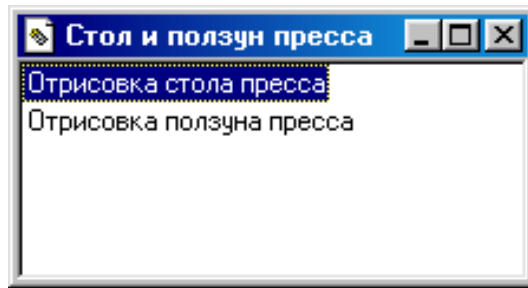 Стол и ползун пресса
Отрисовка стола пресса
Отрисовка ползуна пресса